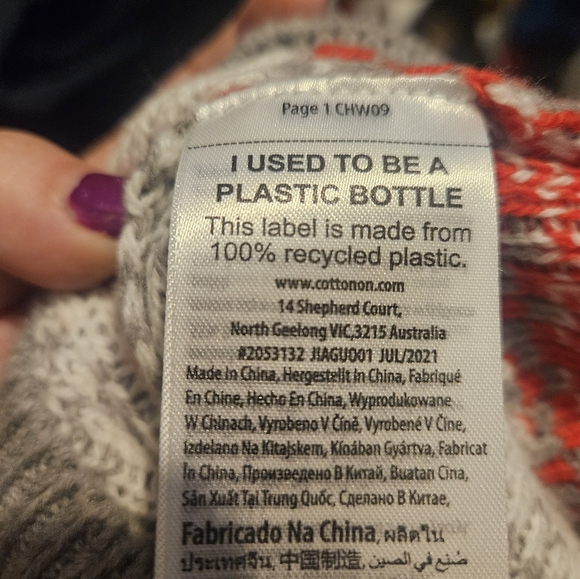 Page 1 CHW09
I USED TO BE A
PLASTIC BOTTLE
This label is made from
100% recycled plastic.
www.cottonon.com
14 Shepherd Court,
North Geelong VIC,3215 Australia
#2053132 JIAGUO01 JUL/2021
Made In China, Hergestellt In China, Fabriqué
En Chine, Hecho En China, Wyprodukowane
W Chinach, Vyrobeno V Číně, Vyrobené V Číne,
Izdelano Na Kitajskem, Kínában Gyártva, Fabricat
În China, Произведено В Китай, Buatan Cina,
Sản Xuất Tại Trung Quốc, Сделано В Китае,
Fabricado Na China, ผลิตใน
ประเทศจีน, 中国制造, صُنع في الصين